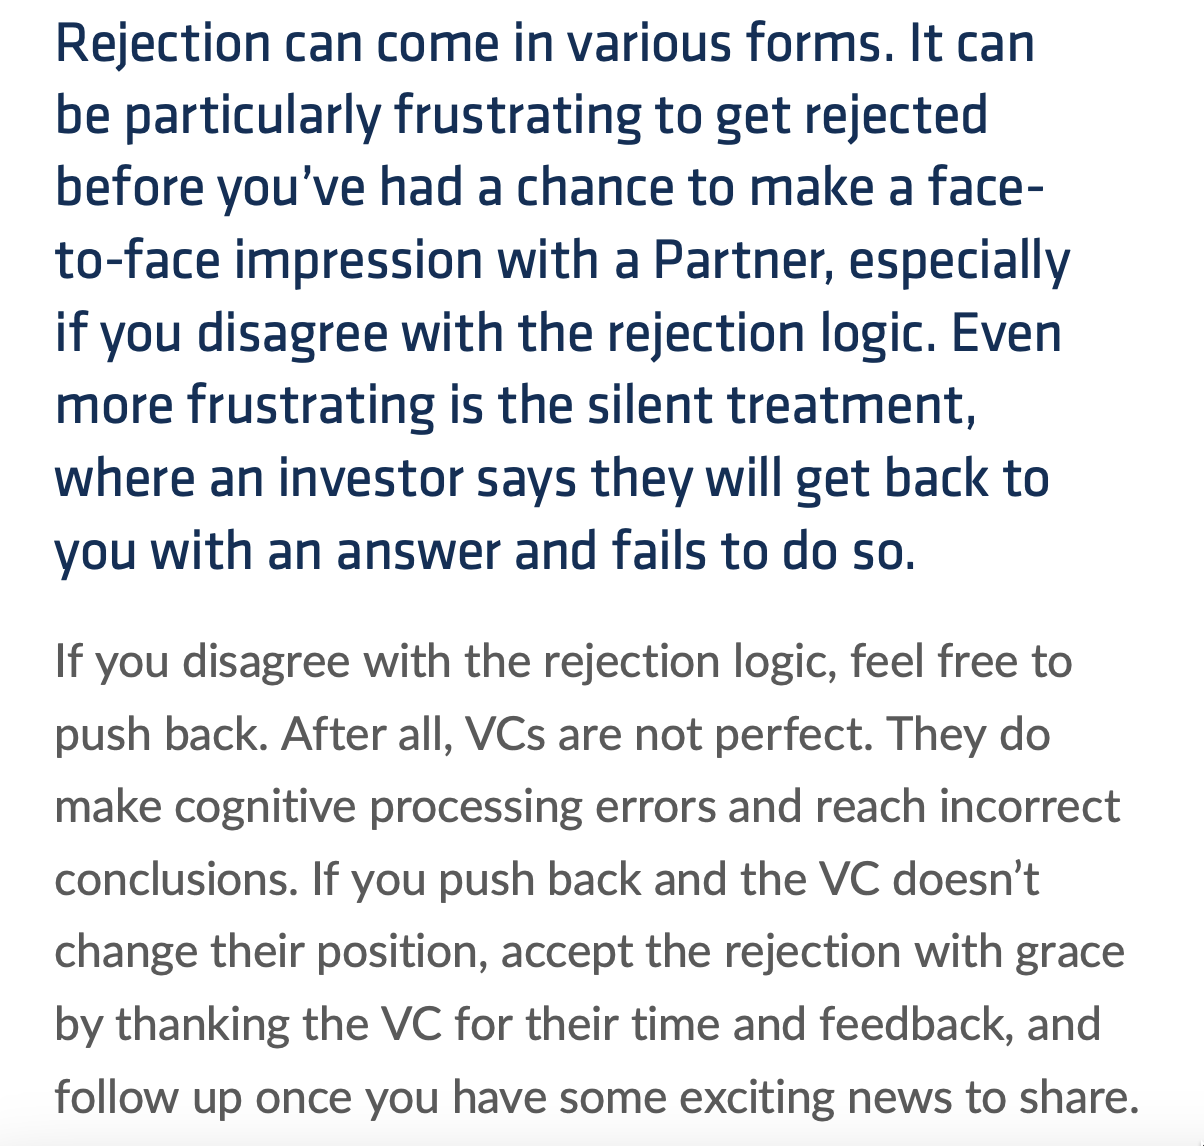 Rejection can come in various forms. It can
be particularly frustrating to get rejected
before you’ve had a chance to make a face-
to-face impression with a Partner, especially
if you disagree with the rejection logic. Even
more frustrating is the silent treatment,
where an investor says they will get back to
you with an answer and fails to do so.
If you disagree with the rejection logic, feel free to
push back. After all, VCs are not perfect. They do
make cognitive processing errors and reach incorrect
conclusions. If you push back and the VC doesn’t
change their position, accept the rejection with grace
by thanking the VC for their time and feedback, and
follow up once you have some exciting news to share.